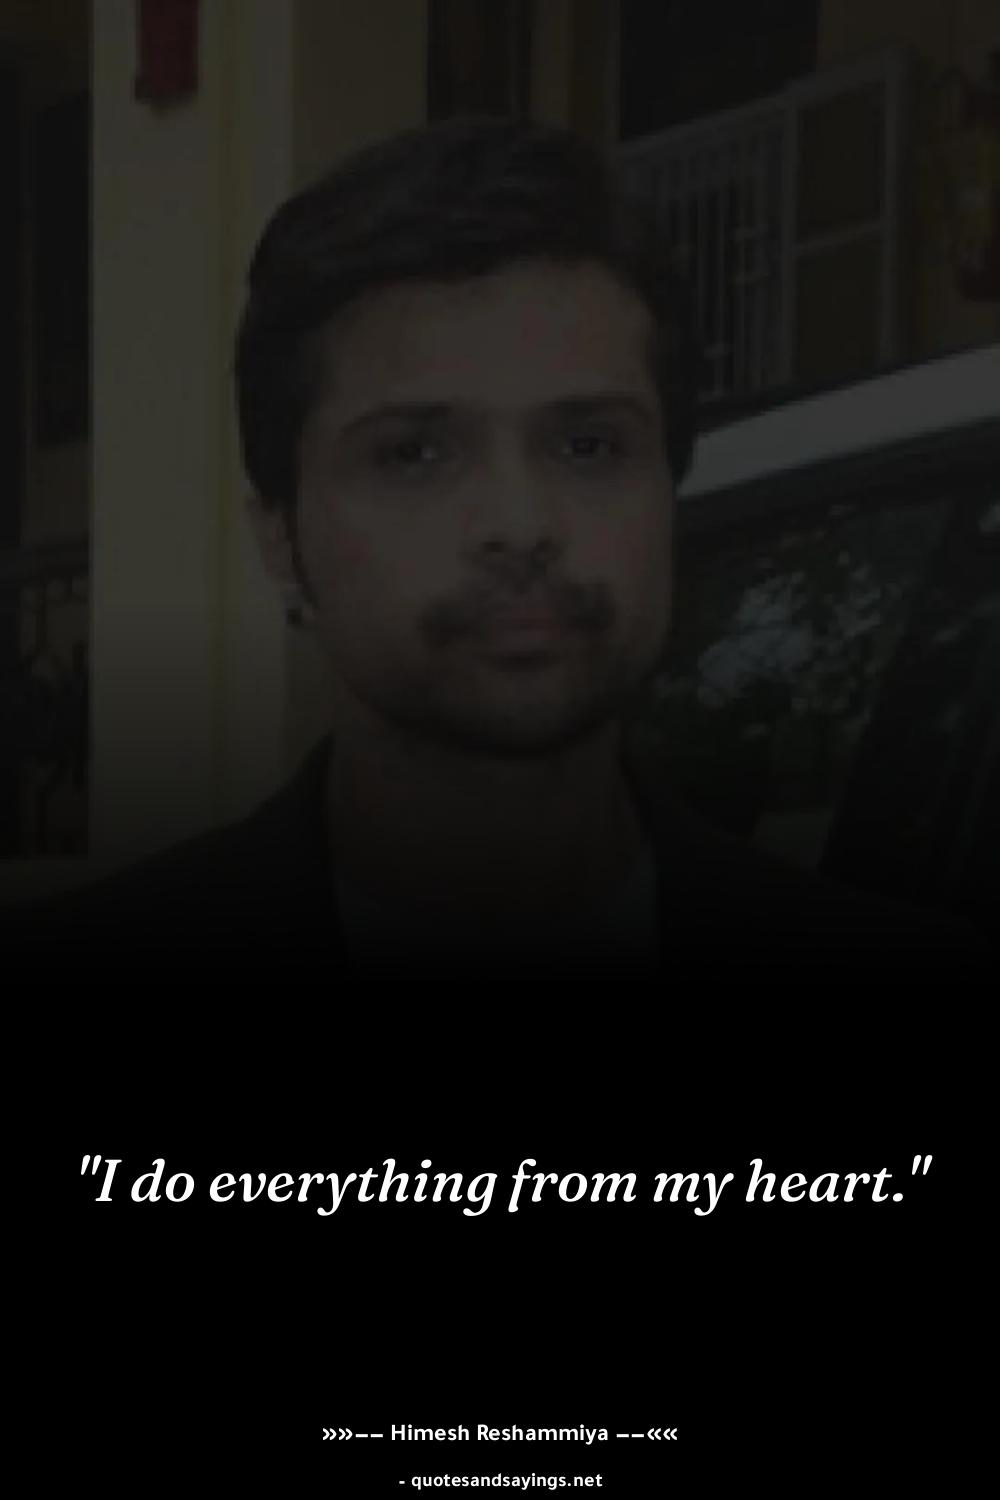 "I do everything from my heart."
»»−− Himesh Reshammiya −−««
- quotesandsayings.net